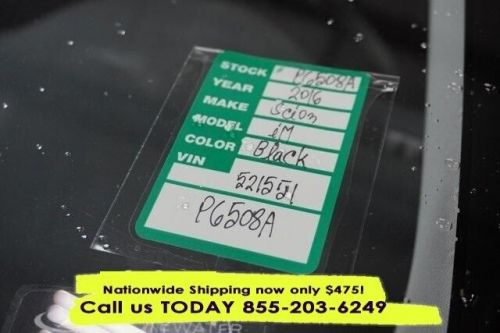 STOCK P6508A
YEAR 2016
MAKE Scion
MODEL iM
COLOR Black
VIN
521551
P6508A
Nationwide Shipping now only $475!
Call us TODAY 855-203-6249
EWATER